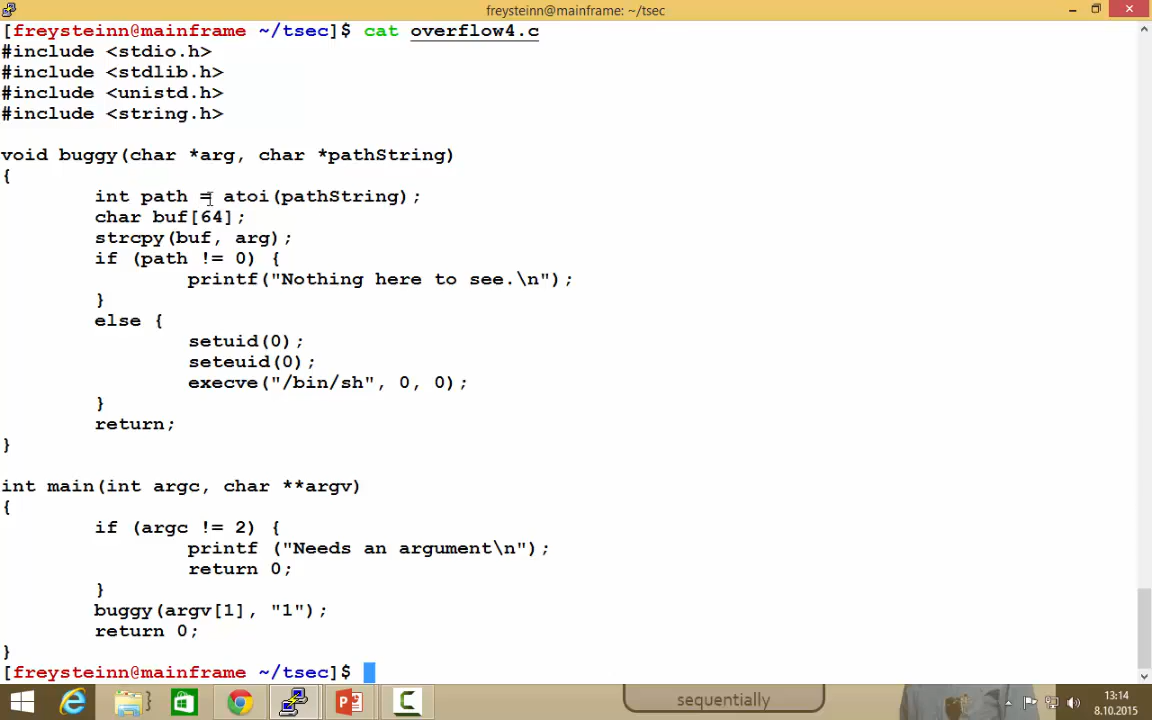 freysteinn@mainframe: ~/tsec
[freysteinn@mainframe ~/tsec]$ cat overflow4.c
#include <stdio.h>
#include <stdlib.h>
#include <unistd.h>
#include <string.h>
void buggy(char *arg, char *pathString)
{
int path = atoi(pathString);
char buf[64];
strcpy(buf, arg);
if (path != 0) {
printf("Nothing here to see.\n");
}
else {
setuid(0);
seteuid(0);
execve("/bin/sh", 0, 0);
}
return;
}
int main(int argc, char **argv)
{
if (argc != 2) {
printf ("Needs an argument\n");
return 0;
}
buggy(argv[1], "1");
return 0;
}
[freysteinn@mainframe ~/tsec]$
sequentially
13:14
8.10.2015